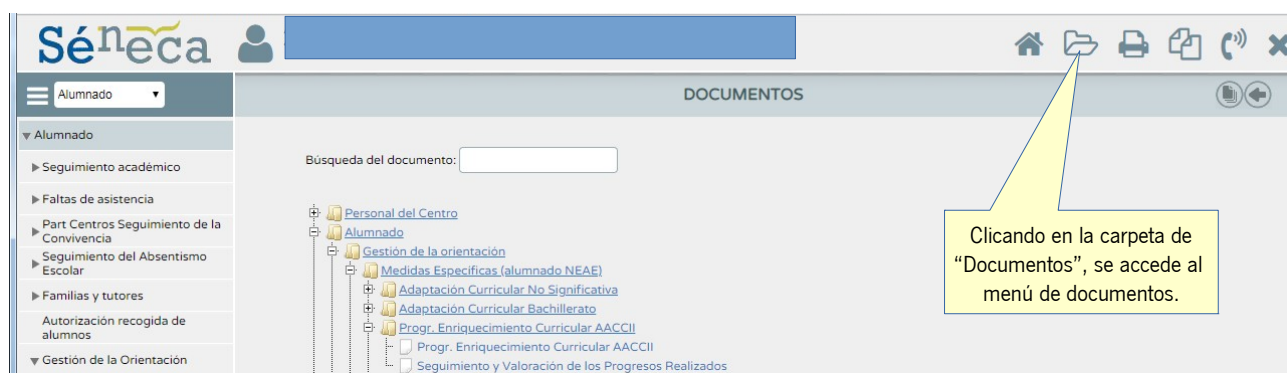 Séneca
Alumnado
DOCUMENTOS
Alumnado
Seguimiento académico
Faltas de asistencia
Part Centros Seguimiento de la
Convivencia
Seguimiento del Absentismo
Escolar
Familias y tutores
Autorización recogida de
alumnos
Gestión de la Orientación
Búsqueda del documento:
Personal del Centro
Alumnado
Gestión de la orientación
Medidas Específicas (alumnado NEAE)
Adaptación Curricular No Significativa
Adaptación Curricular Bachillerato
Progr. Enriquecimiento Curricular AACCII
Progr. Enriquecimiento Curricular AACCII
Seguimiento y Valoración de los Progresos Realizados
Clicando en la carpeta de
“Documentos”, se accede al
menú de documentos.